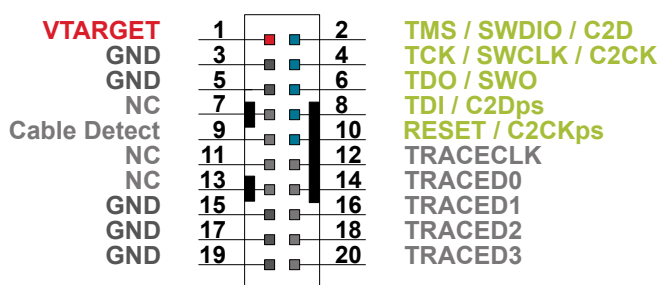 VTARGET 1 2 TMS / SWDIO / C2D
GND 3 4 TCK / SWCLK / C2CK
GND 5 6 TDO / SWO
NC 7 8 TDI / C2Dps
Cable Detect 9 10 RESET / C2CKps
NC 11 12 TRACECLK
NC 13 14 TRACED0
GND 15 16 TRACED1
GND 17 18 TRACED2
GND 19 20 TRACED3